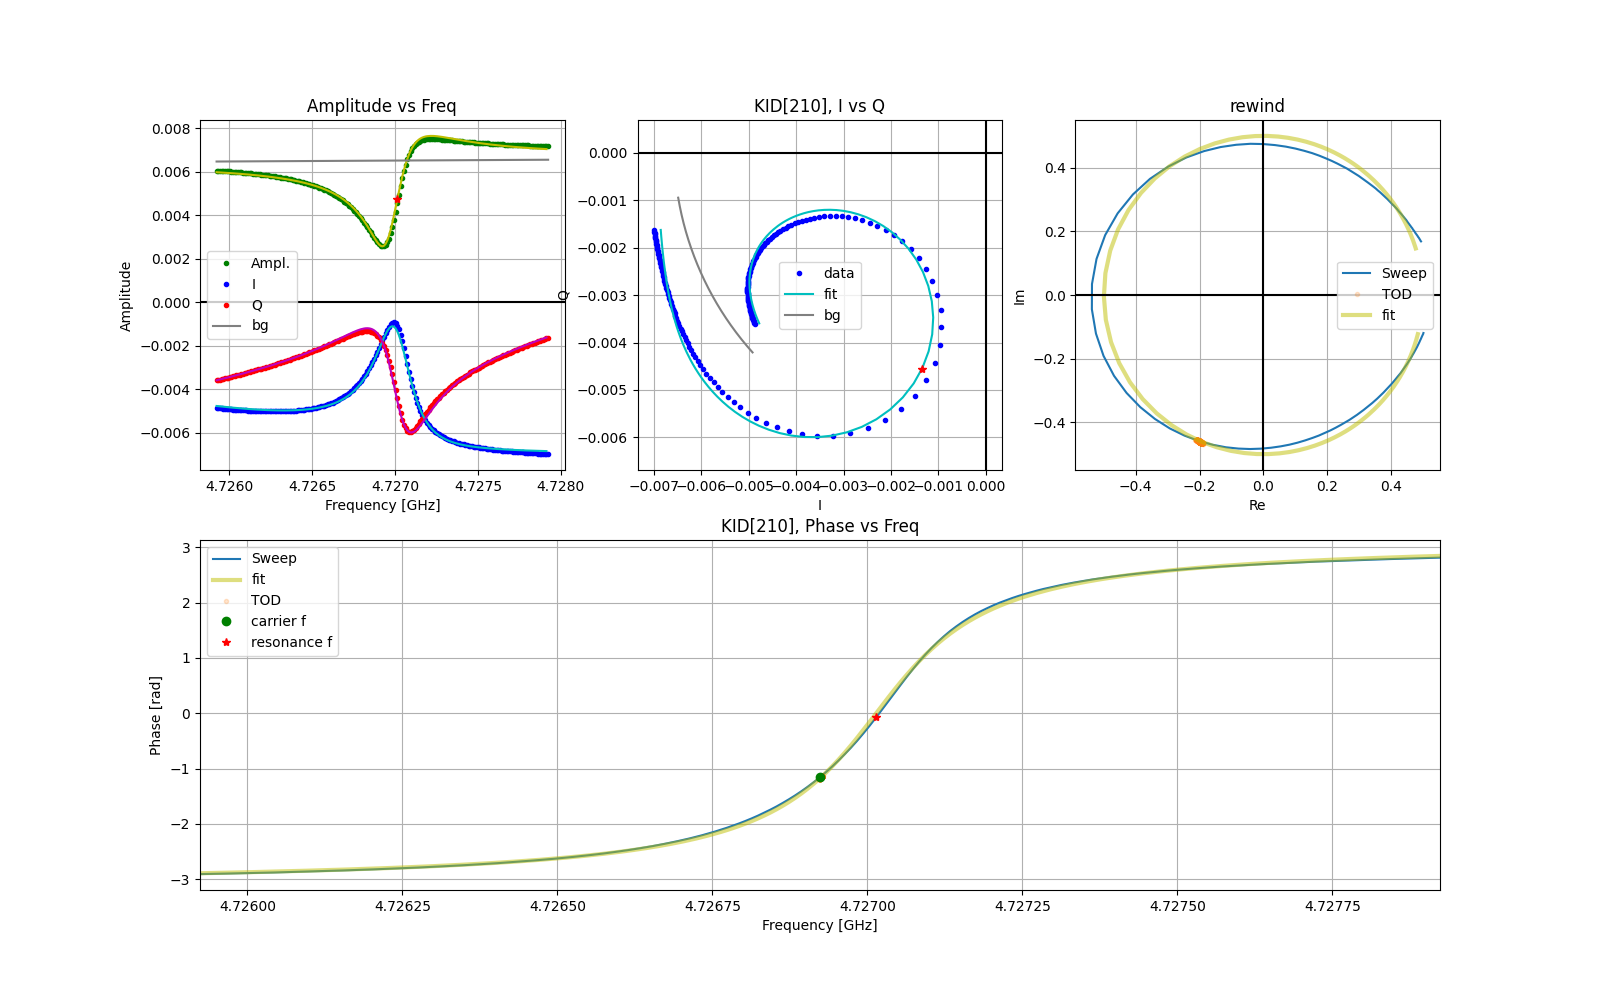 Amplitude vs Freq
0.008
0.006
0.004
0.002
0.000
−0.002
−0.004
−0.006
Amplitude
Ampl.
I
Q
bg
4.7260
4.7265
4.7270
4.7275
4.7280
Frequency [GHz]
KID[210], I vs Q
0.000
−0.001
−0.002
−0.003
−0.004
−0.005
−0.006
Q
data
fit
bg
−0.007
−0.006
−0.005
−0.004
−0.003
−0.002
−0.001
0.000
I
rewind
0.4
0.2
0.0
−0.2
−0.4
Im
Sweep
TOD
fit
−0.4
−0.2
0.0
0.2
0.4
Re
KID[210], Phase vs Freq
3
2
1
0
−1
−2
−3
Phase [rad]
Sweep
fit
TOD
carrier f
resonance f
4.72600
4.72625
4.72650
4.72675
4.72700
4.72725
4.72750
4.72775
Frequency [GHz]